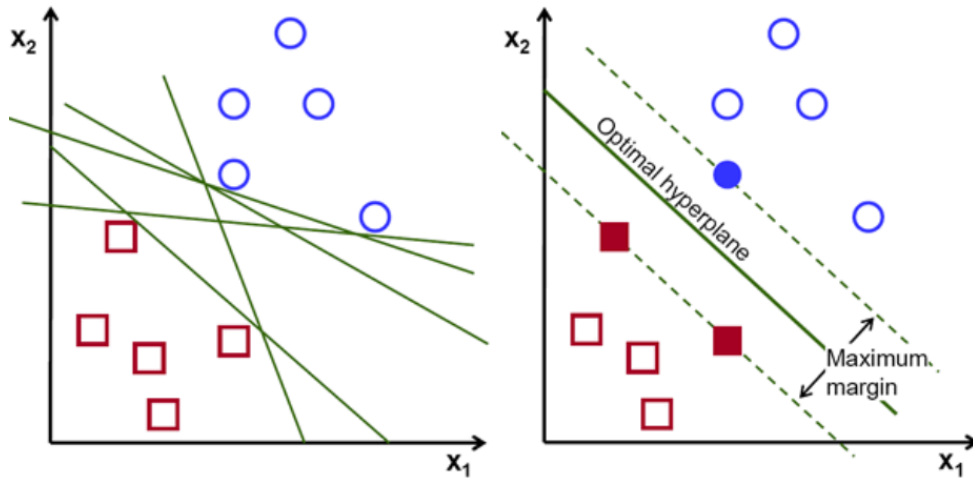 x₂
x₁
x₂
Optimal hyperplane
Maximum
margin
x₁